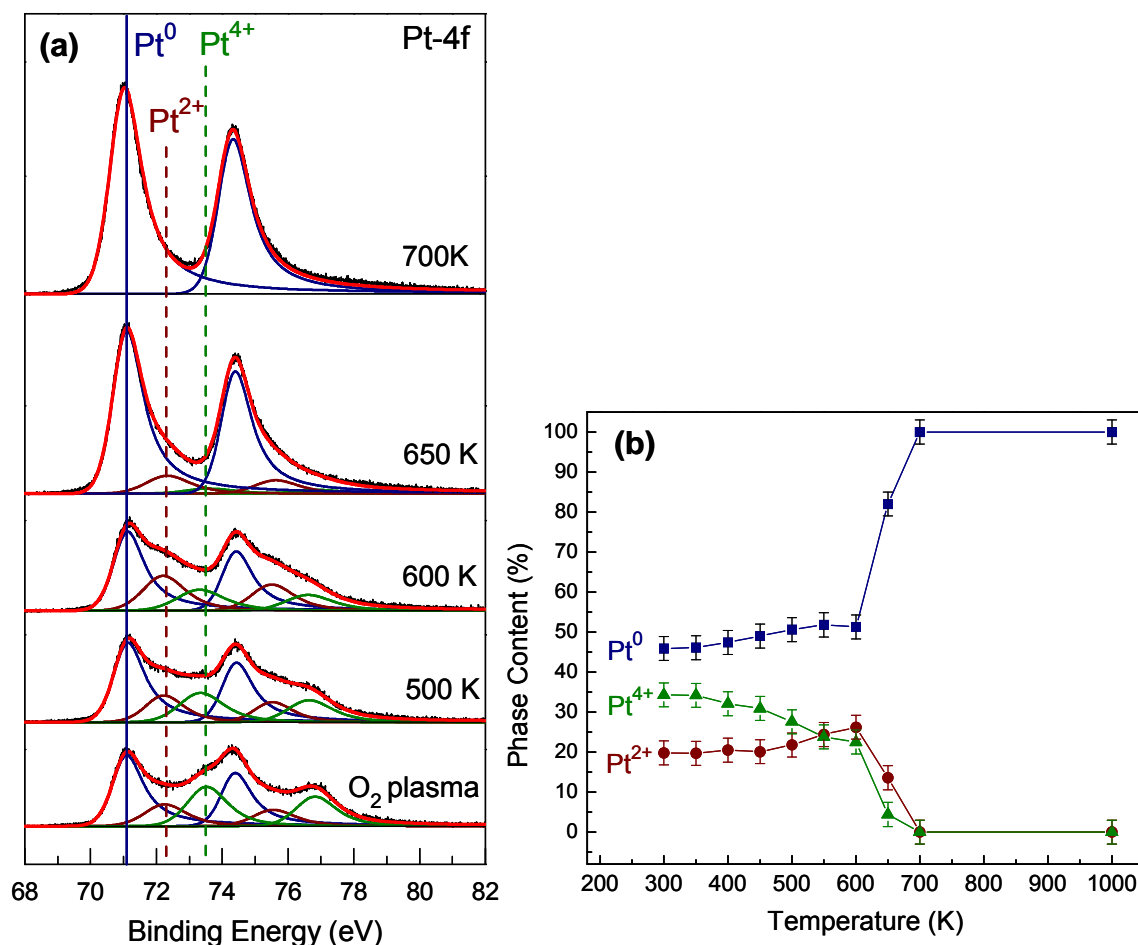 (a)
Pt⁰
Pt⁴⁺
Pt-4f
Pt²⁺
700K
650 K
600 K
500 K
O₂ plasma
68 70 72 74 76 78 80 82
Binding Energy (eV)
(b)
100
90
80
70
60
50
40
30
20
10
0
Phase Content (%)
Pt⁰
Pt⁴⁺
Pt²⁺
200 300 400 500 600 700 800 900 1000
Temperature (K)